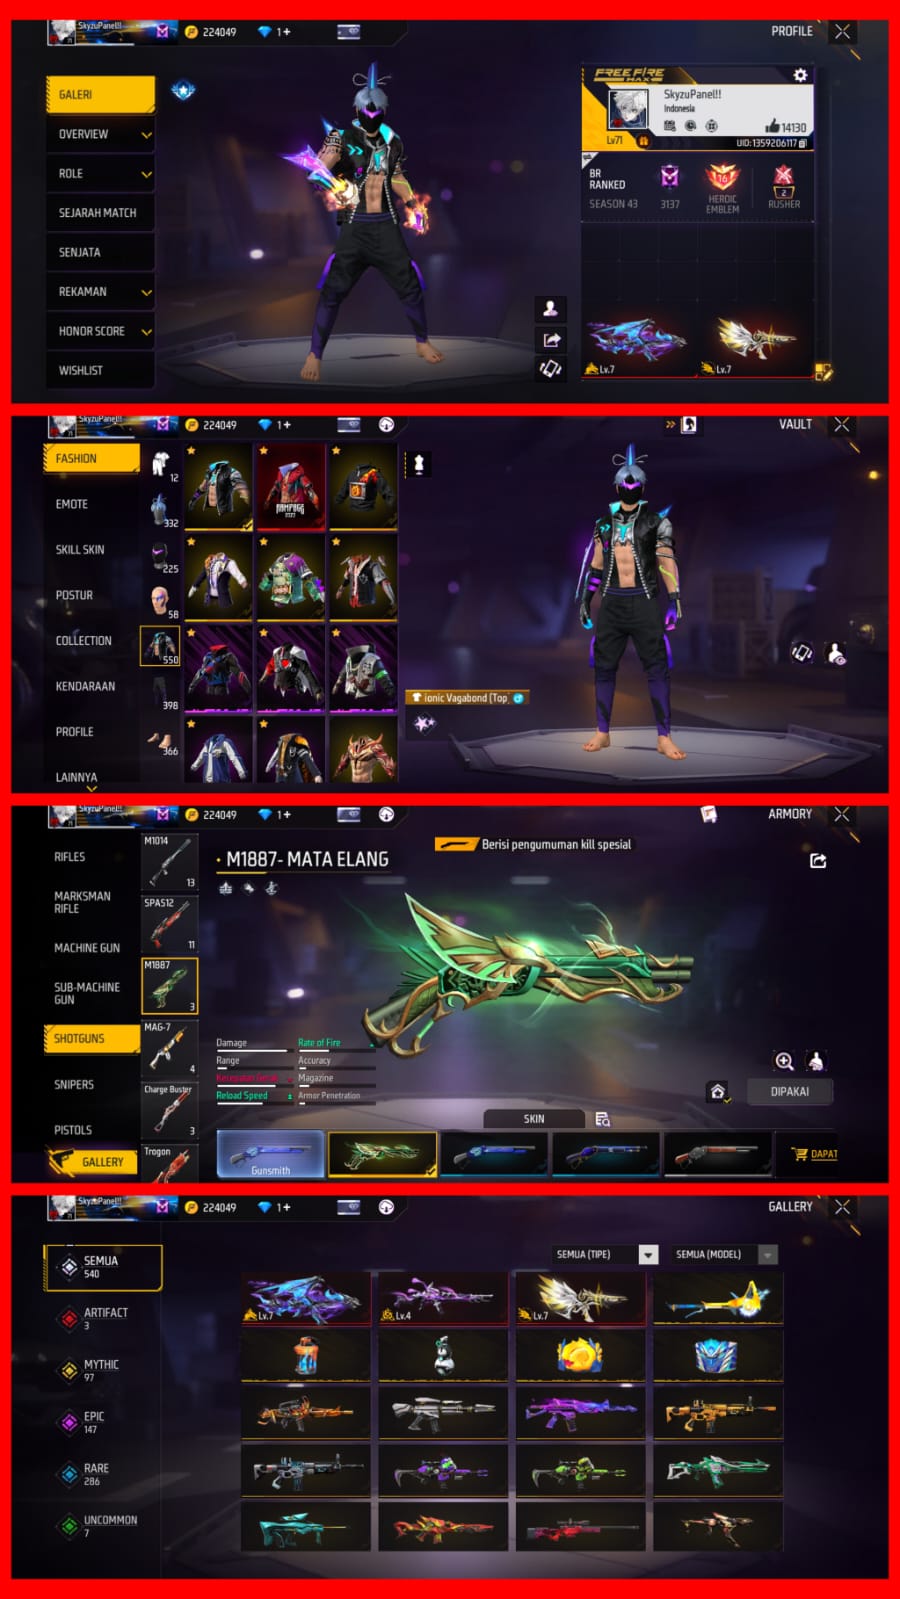 SkyzuPanel!!
224049
1+
PROFILE
GALERI
OVERVIEW
ROLE
SEJARAH MATCH
SENJATA
REKAMAN
HONOR SCORE
WISHLIST
FREE FIRE
MAX
SkyzuPanel!!
Indonesia
14130
Lv71
UID:1359206117
BR
RANKED
SEASON 43
3137
16
HEROIC
EMBLEM
2
RUSHER
Lv.7
Lv.7
SkyzuPanel!!
224049
1+
VAULT
FASHION
EMOTE
SKILL SKIN
POSTUR
COLLECTION
KENDARAAN
PROFILE
LAINNYA
12
332
225
58
550
398
366
RAMPAGE
ionic Vagabond (Top)
SkyzuPanel!!
224049
1+
ARMORY
RIFLES
MARKSMAN
RIFLE
MACHINE GUN
SUB-MACHINE
GUN
SHOTGUNS
SNIPERS
PISTOLS
GALLERY
M1014
13
SPAS12
11
M1887
3
MAG-7
4
Charge Buster
3
Trogon
M1887- MATA ELANG
Berisi pengumuman kill spesial
Damage
Rate of Fire
Range
Accuracy
Magazine
Reload Speed
Armor Penetration
DIPAKAI
SKIN
Gunsmith
DAPAT
SkyzuPanel!!
224049
1+
GALLERY
SEMUA
540
ARTIFACT
3
MYTHIC
97
EPIC
147
RARE
286
UNCOMMON
7
SEMUA (TIPE)
SEMUA (MODEL)
Lv.7
Lv.4
Lv.7